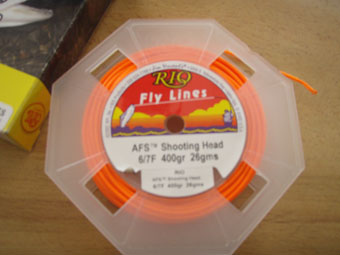 RIO
Fly Lines
AFS™ Shooting Head
6/7F 400gr 26gms
RIO
AFS™ Shooting Head
6/7F 400gr 26gms